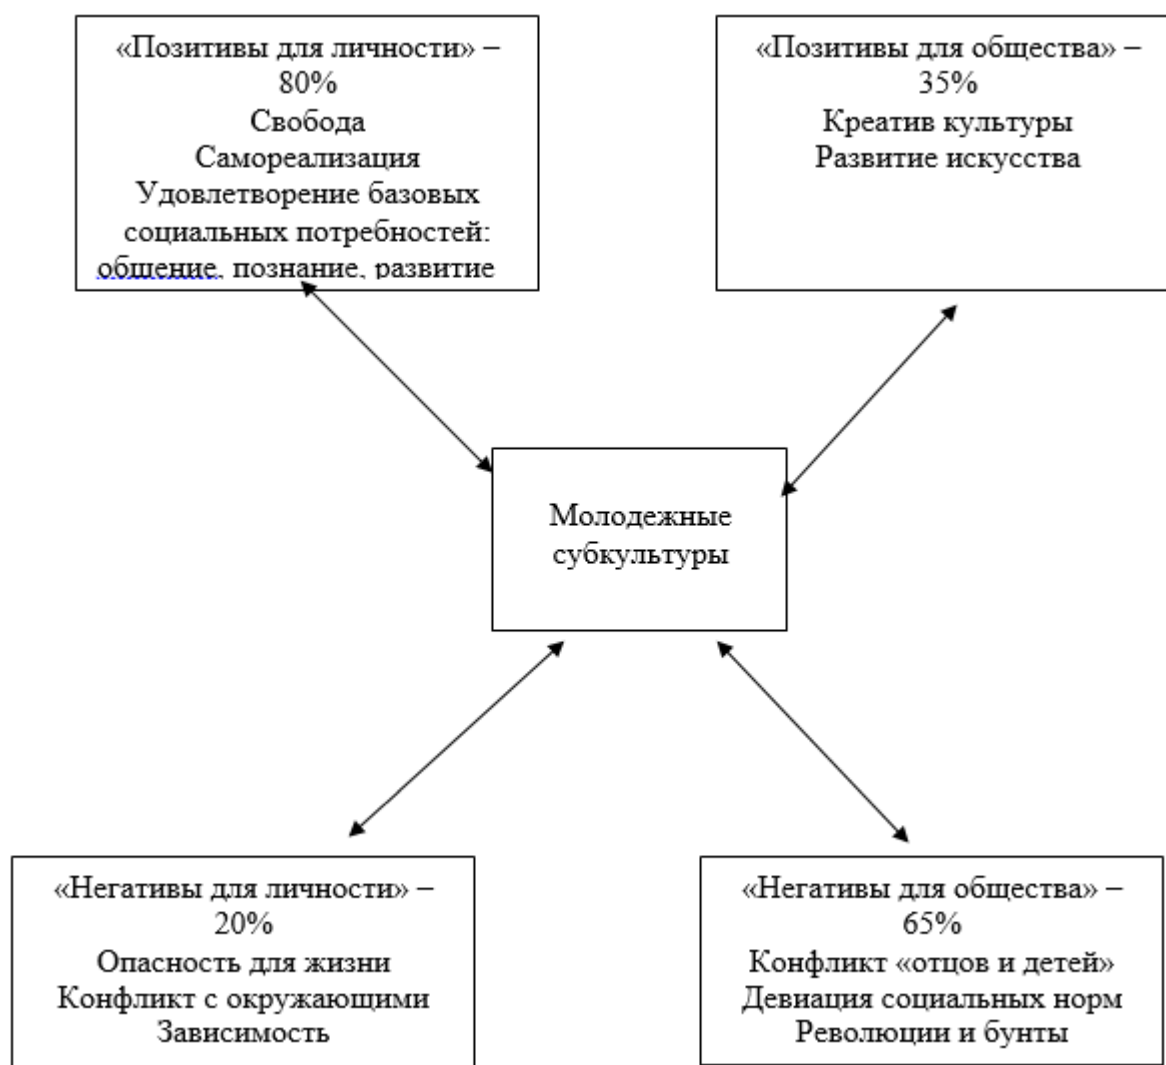 «Позитивы для личности» –
80%
Свобода
Самореализация
Удовлетворение базовых
социальных потребностей:
общение, познание, развитие
«Позитивы для общества» –
35%
Креатив культуры
Развитие искусства
Молодежные
субкультуры
«Негативы для личности» –
20%
Опасность для жизни
Конфликт с окружающими
Зависимость
«Негативы для общества» –
65%
Конфликт «отцов и детей»
Девиация социальных норм
Революции и бунты